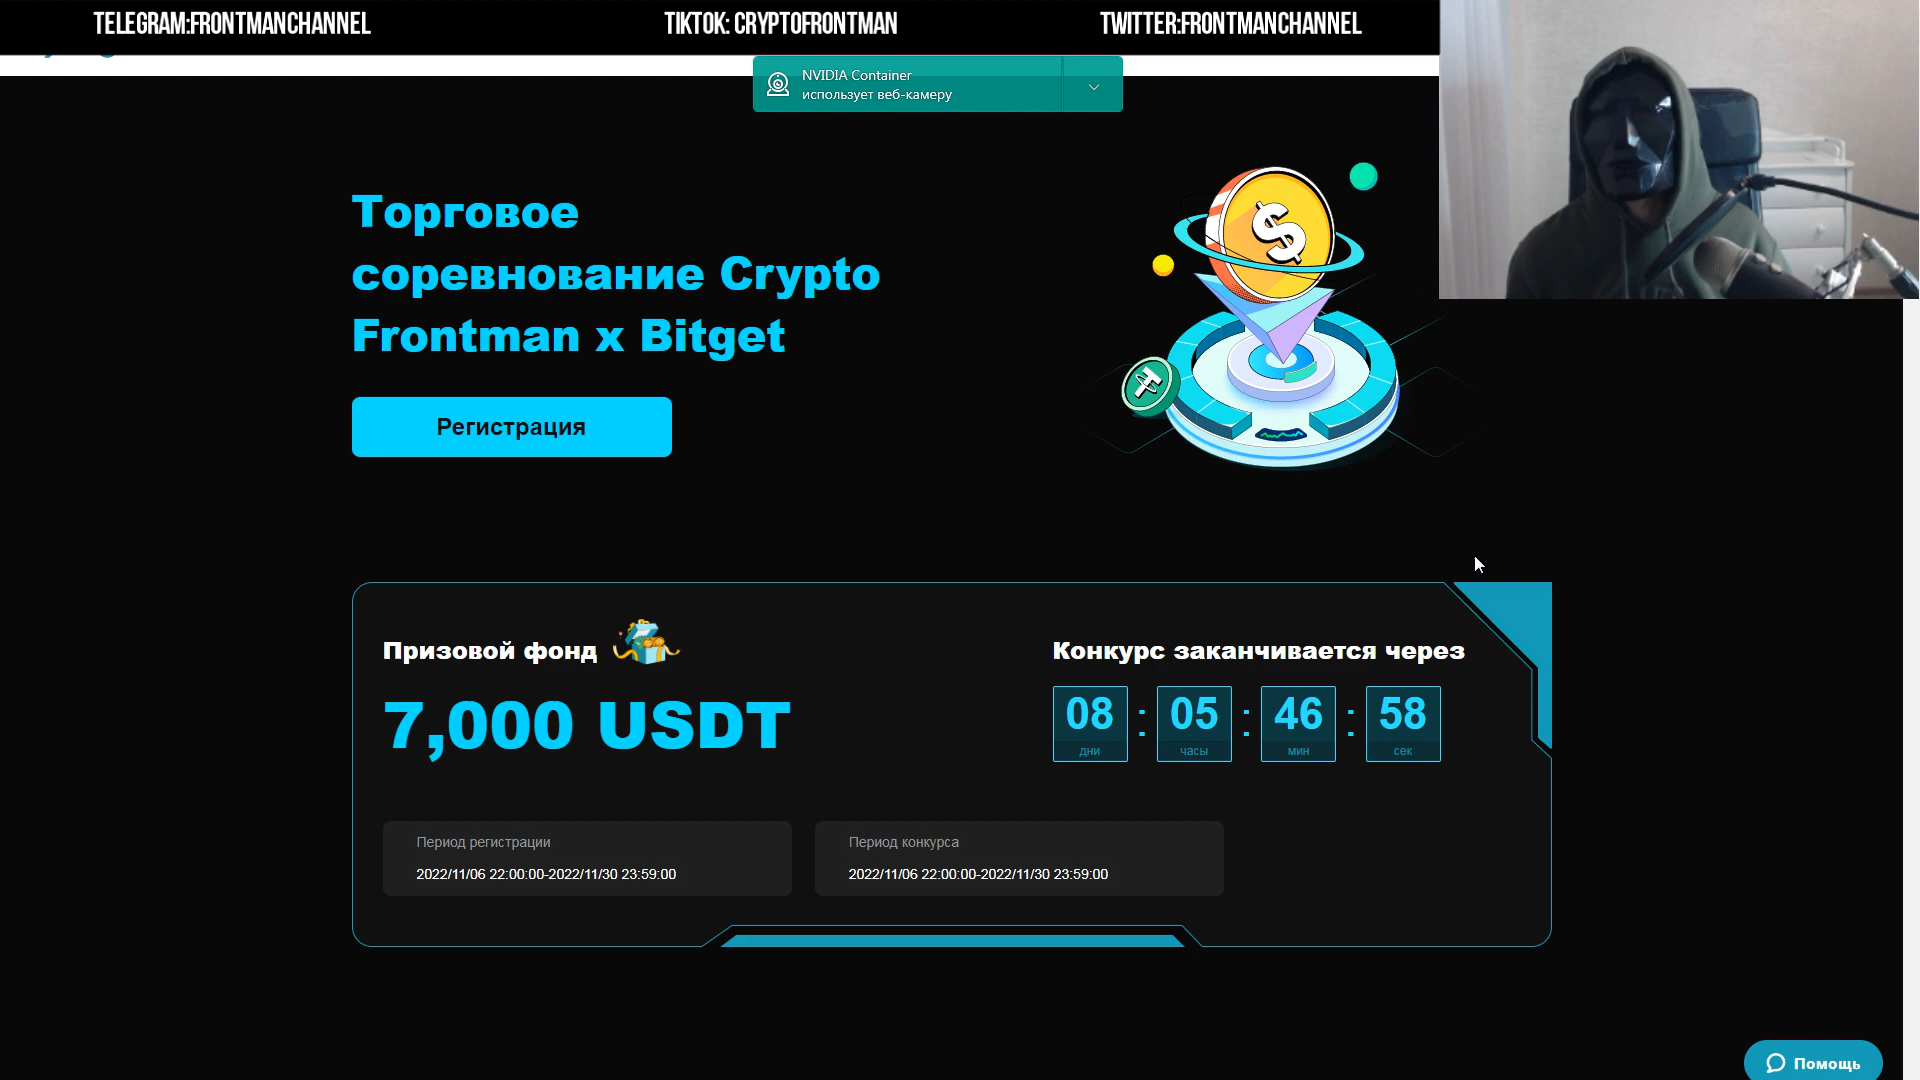 TELEGRAM:FRONTMANCHANNEL
TIKTOK: CRYPTOFRONTMAN
TWITTER:FRONTMANCHANNEL
NVIDIA Container
использует веб-камеру
Торговое
соревнование Crypto
Frontman x Bitget
Регистрация
Призовой фонд
7,000 USDT
Конкурс заканчивается через
08 : 05 : 46 : 58
дни часы мин сек
Период регистрации
2022/11/06 22:00:00-2022/11/30 23:59:00
Период конкурса
2022/11/06 22:00:00-2022/11/30 23:59:00
Помощь